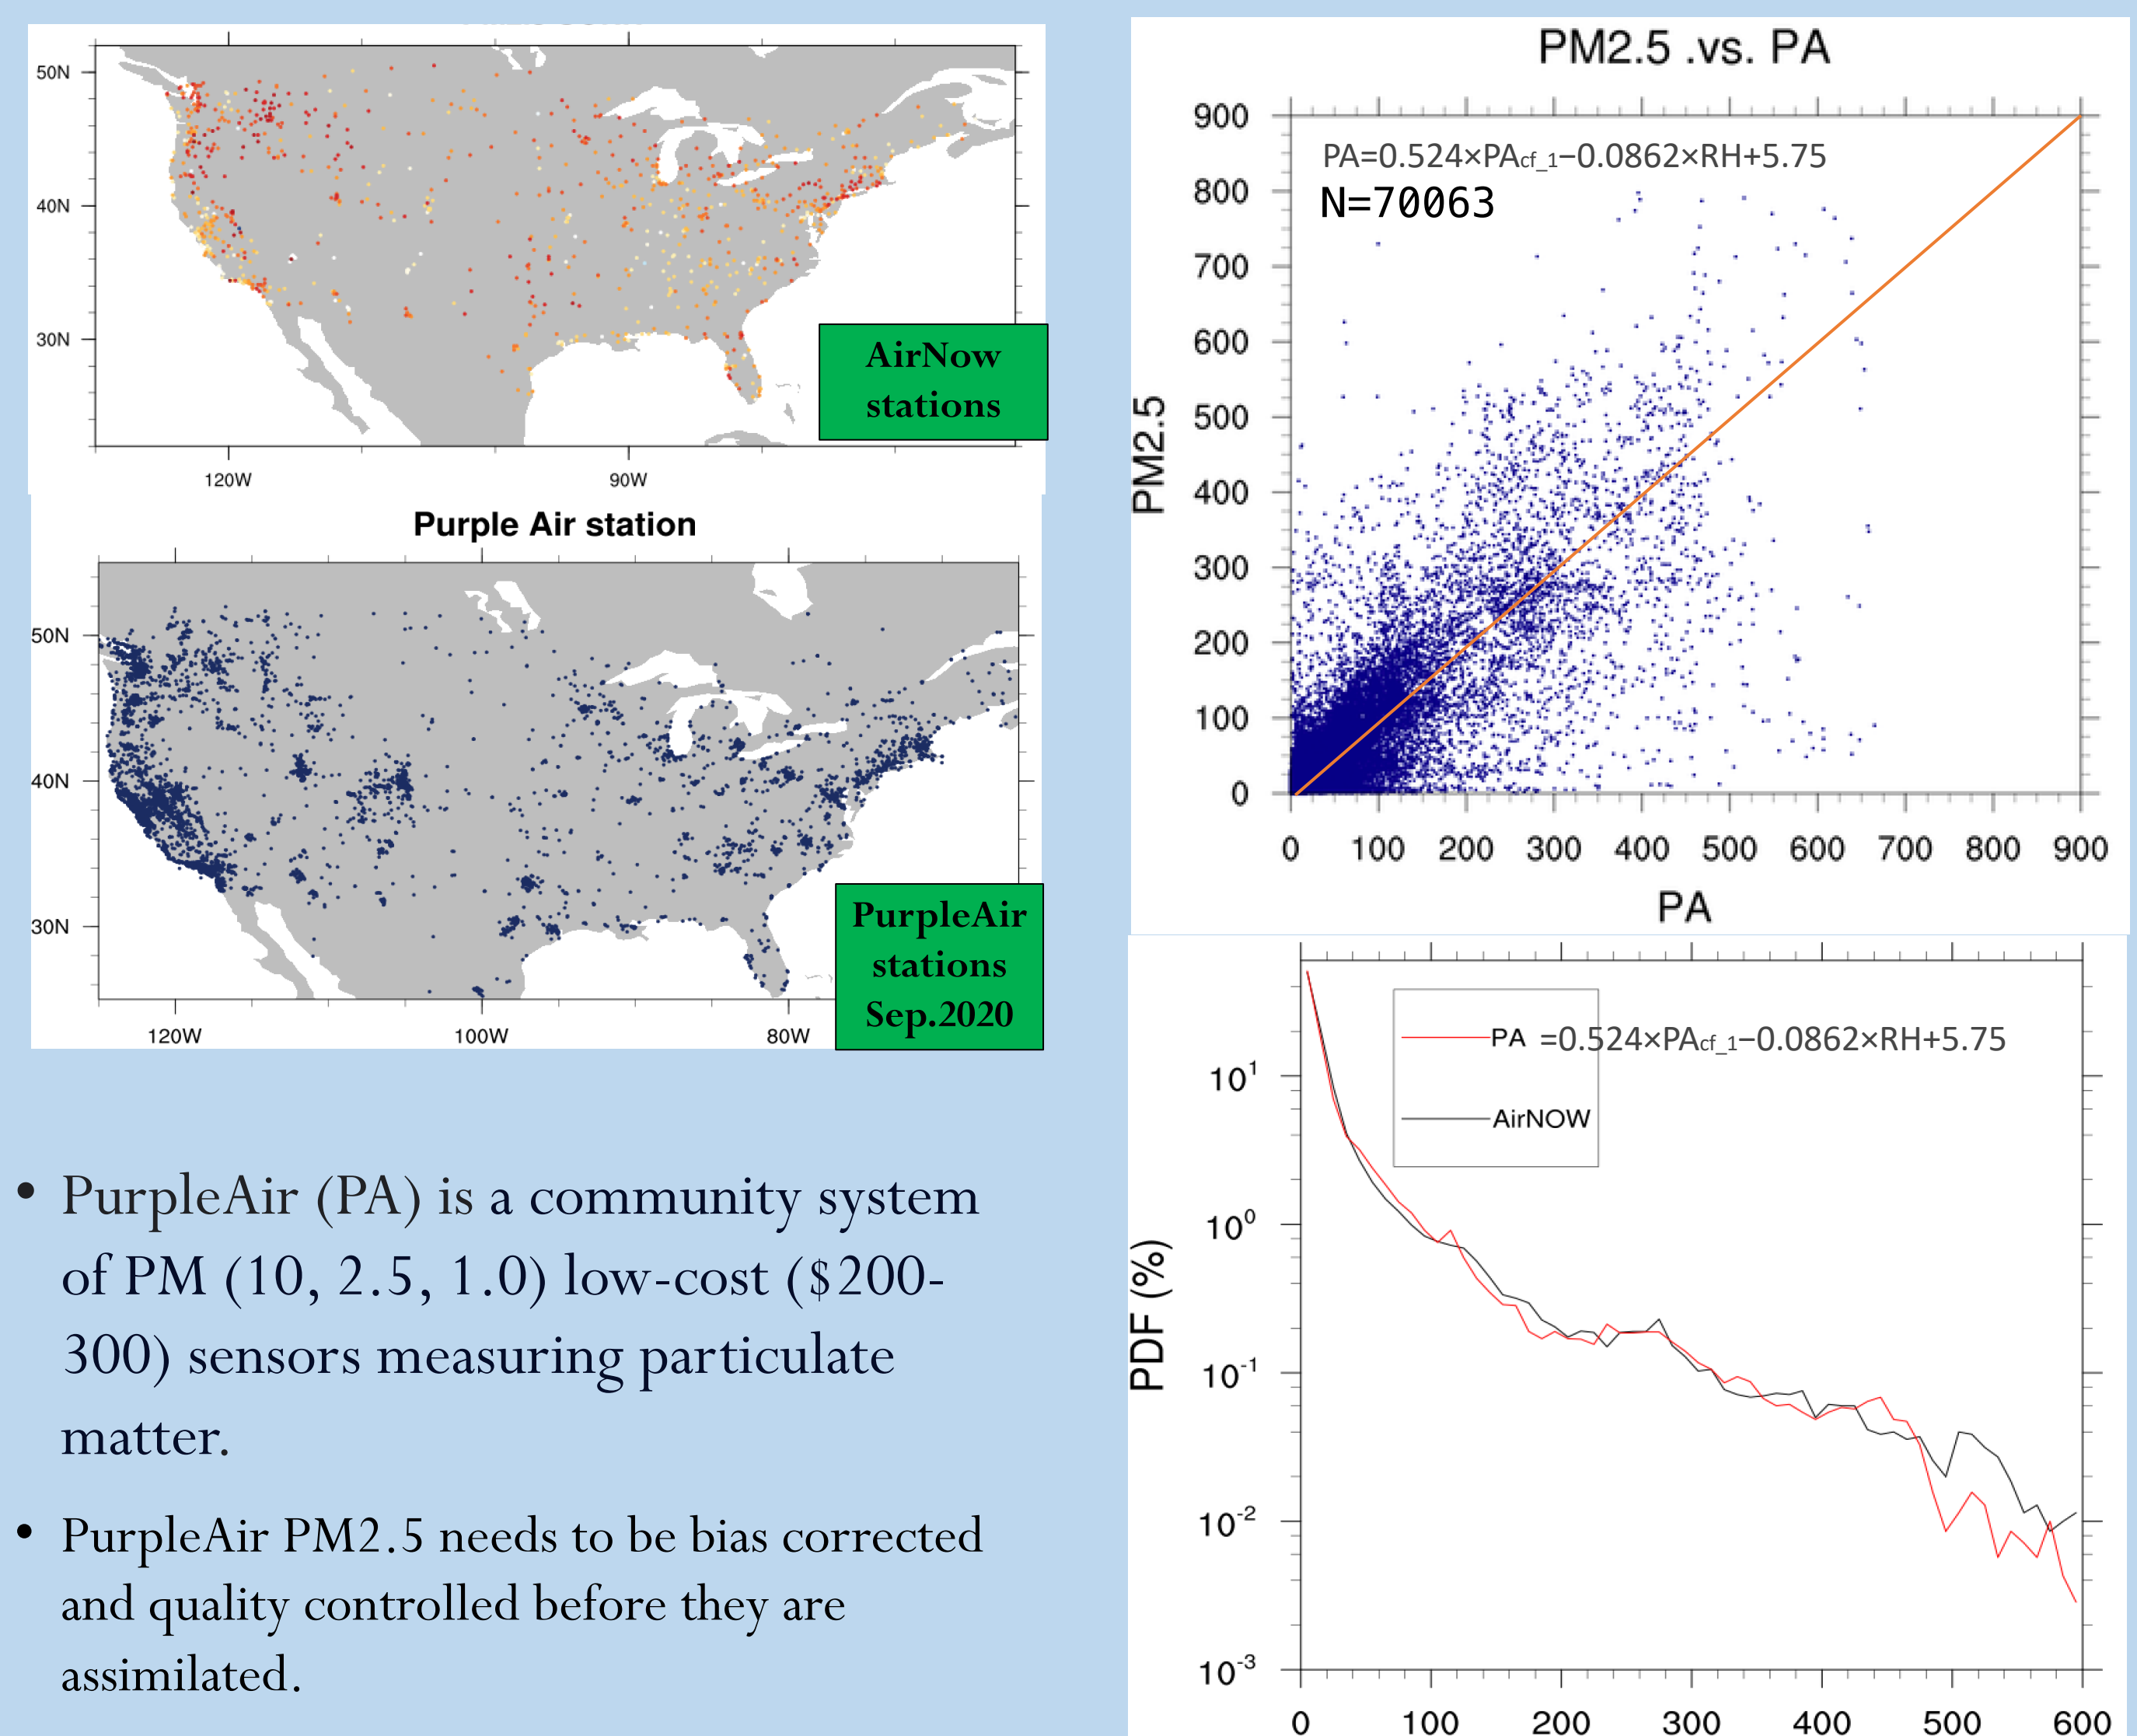 50N
40N
30N
120W
90W
AirNow
stations
Purple Air station
50N
40N
30N
120W
100W
80W
PurpleAir
stations
Sep.2020
• PurpleAir (PA) is a community system
of PM (10, 2.5, 1.0) low-cost ($200-
300) sensors measuring particulate
matter.
• PurpleAir PM2.5 needs to be bias corrected
and quality controlled before they are
assimilated.
PM2.5 .vs. PA
PA=0.524×PAcf_1−0.0862×RH+5.75
N=70063
PM2.5
900
800
700
600
500
400
300
200
100
0
0 100 200 300 400 500 600 700 800 900
PA
PA =0.524×PAcf_1−0.0862×RH+5.75
AirNOW
PDF (%)
10^1
10^0
10^-1
10^-2
10^-3
0 100 200 300 400 500 600